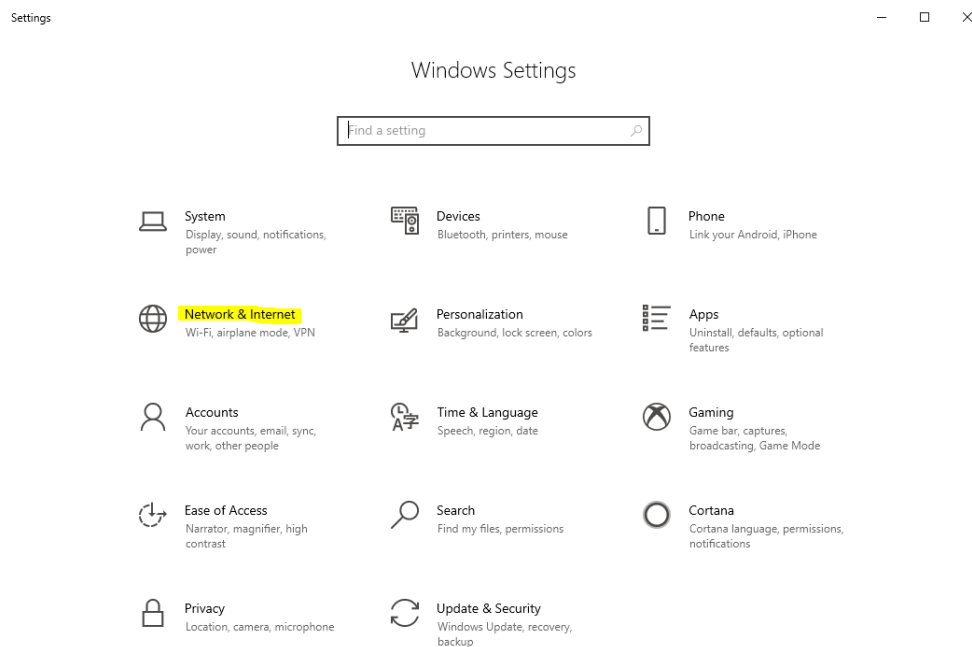 Settings
Windows Settings
Find a setting
System
Display, sound, notifications,
power
Devices
Bluetooth, printers, mouse
Phone
Link your Android, iPhone
Network & Internet
Wi-Fi, airplane mode, VPN
Personalization
Background, lock screen, colors
Apps
Uninstall, defaults, optional
features
Accounts
Your accounts, email, sync,
work, other people
Time & Language
Speech, region, date
Gaming
Game bar, captures,
broadcasting, Game Mode
Ease of Access
Narrator, magnifier, high
contrast
Search
Find my files, permissions
Cortana
Cortana language, permissions,
notifications
Privacy
Location, camera, microphone
Update & Security
Windows Update, recovery,
backup